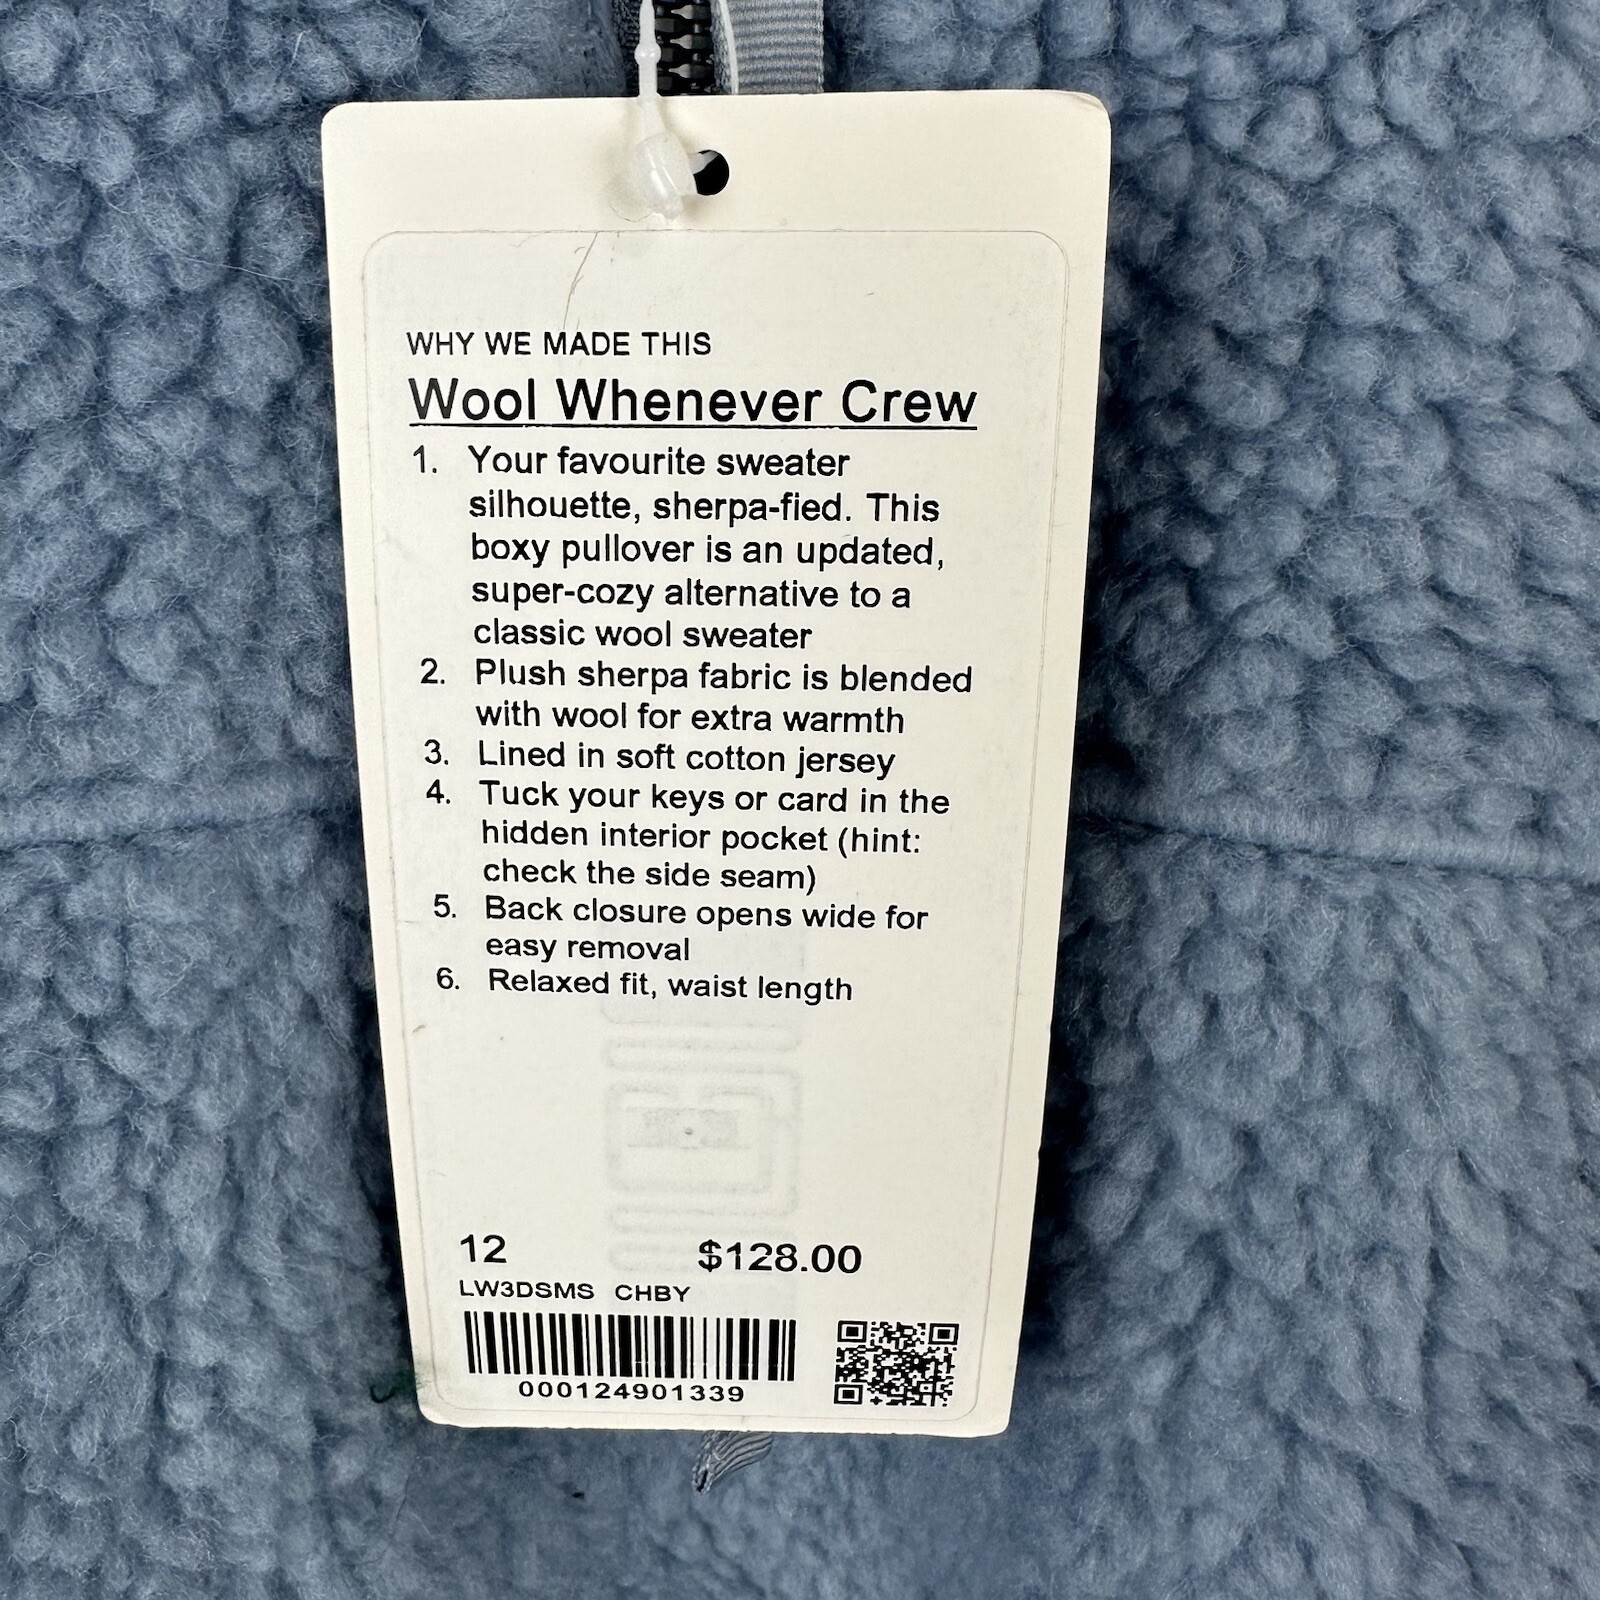 WHY WE MADE THIS
Wool Whenever Crew
1. Your favourite sweater
silhouette, sherpa-fied. This
boxy pullover is an updated,
super-cozy alternative to a
classic wool sweater
2. Plush sherpa fabric is blended
with wool for extra warmth
3. Lined in soft cotton jersey
4. Tuck your keys or card in the
hidden interior pocket (hint:
check the side seam)
5. Back closure opens wide for
easy removal
6. Relaxed fit, waist length
12 $128.00
LW3DSMS CHBY
000124901339